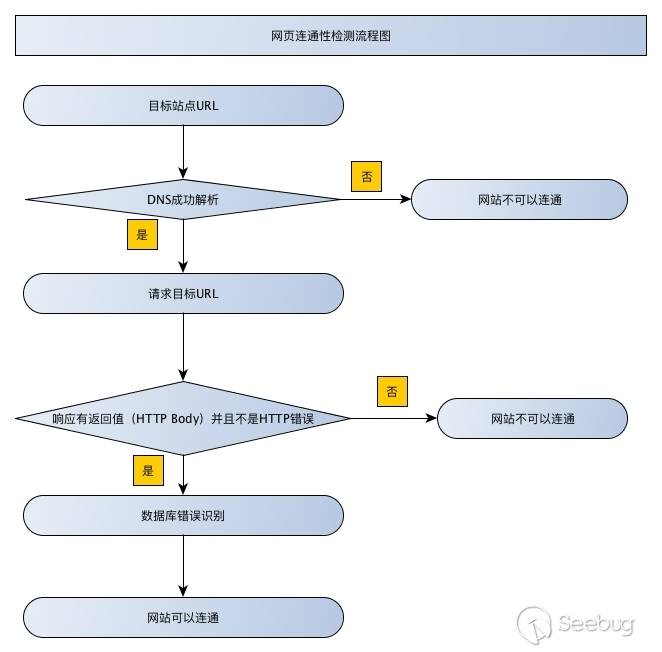 网页连通性检测流程图
目标站点URL
否
DNS成功解析
网站不可以连通
是
请求目标URL
否
响应有返回值（HTTP Body）并且不是HTTP错误
网站不可以连通
是
数据库错误识别
网站可以连通
Seebug